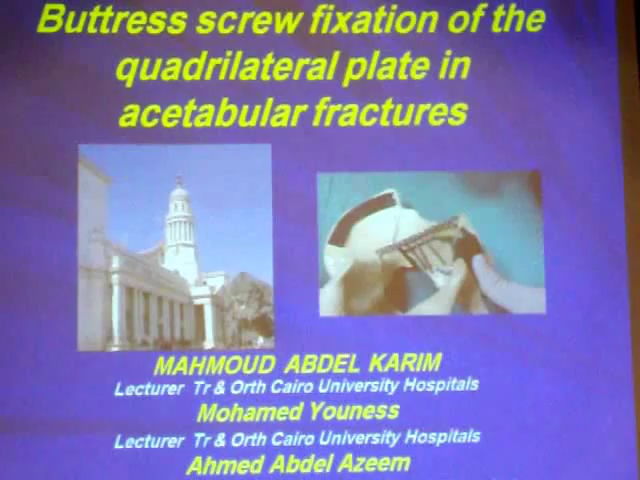 Buttress screw fixation of the
quadrilateral plate in
acetabular fractures
MAHMOUD ABDEL KARIM
Lecturer Tr & Orth Cairo University Hospitals
Mohamed Youness
Lecturer Tr & Orth Cairo University Hospitals
Ahmed Abdel Azeem